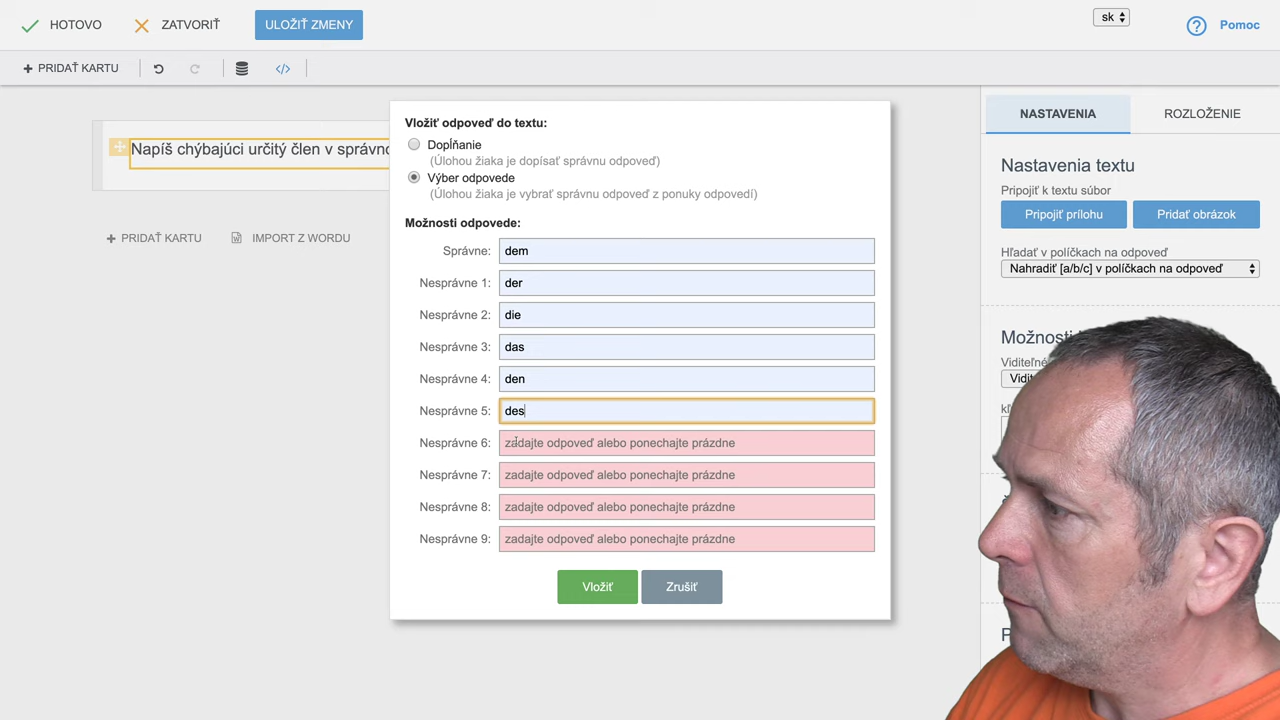 HOTOVO
ZATVORIŤ
ULOŽIŤ ZMENY
sk
Pomoc
PRIDAŤ KARTU
Napíš chýbajúci určitý člen v správno
PRIDAŤ KARTU
IMPORT Z WORDU
Vložiť odpoveď do textu:
Dopĺňanie
(Úlohou žiaka je dopísať správnu odpoveď)
Výber odpovede
(Úlohou žiaka je vybrať správnu odpoveď z ponuky odpovedí)
Možnosti odpovede:
Správne: dem
Nesprávne 1: der
Nesprávne 2: die
Nesprávne 3: das
Nesprávne 4: den
Nesprávne 5: des
Nesprávne 6: zadajte odpoveď alebo ponechajte prázdne
Nesprávne 7: zadajte odpoveď alebo ponechajte prázdne
Nesprávne 8: zadajte odpoveď alebo ponechajte prázdne
Nesprávne 9: zadajte odpoveď alebo ponechajte prázdne
Vložiť
Zrušiť
NASTAVENIA
ROZLOŽENIE
Nastavenia textu
Pripojiť k textu súbor
Pripojiť prílohu
Pridať obrázok
Hľadať v políčkach na odpoveď
Nahradiť [a/b/c] v políčkach na odpoveď
Možnosti
Viditeľné